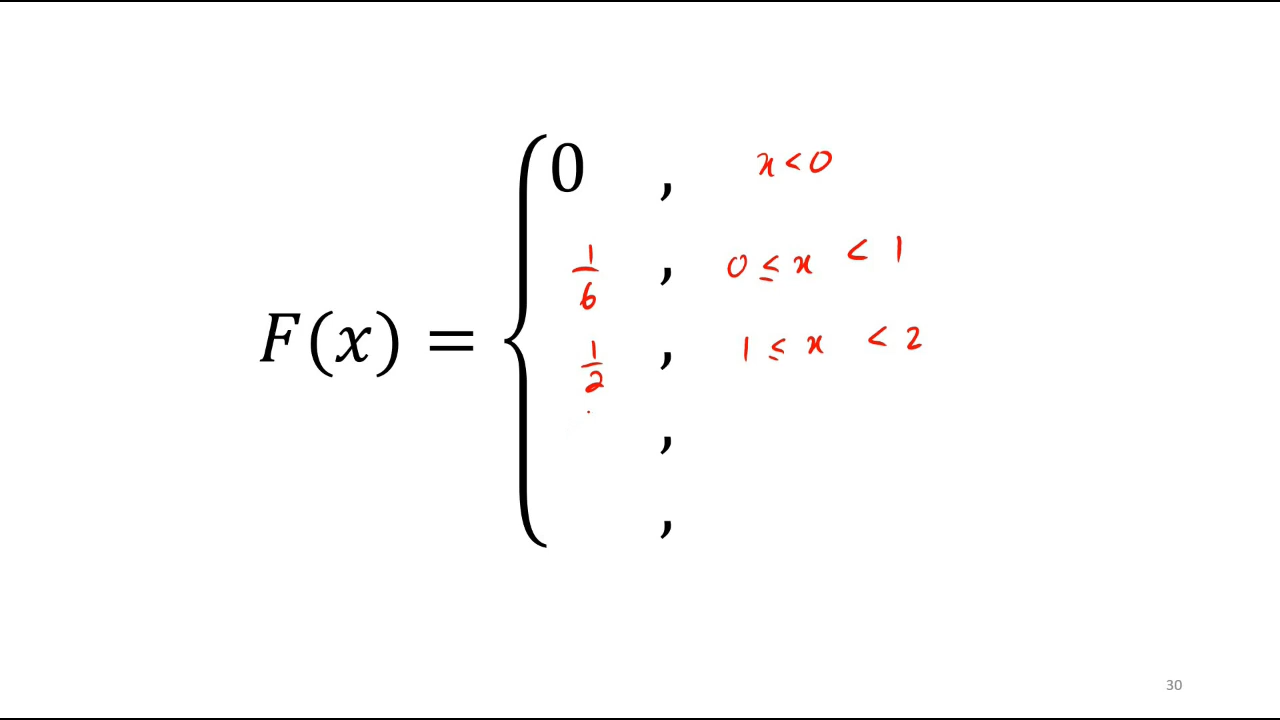 0 , x < 0
1/6 , 0 ≤ x < 1
F(x) = { 1/2 , 1 ≤ x < 2
,
,
30